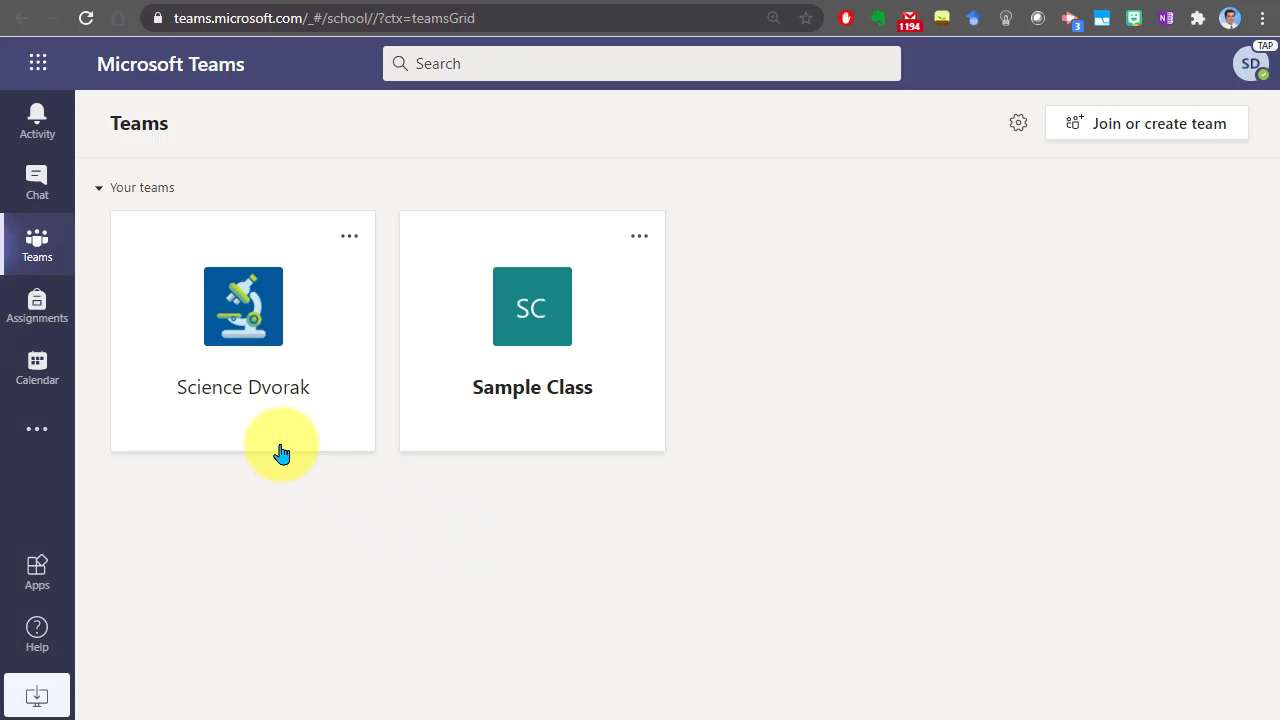 teams.microsoft.com/_#/school//?ctx=teamsGrid
1194
3
Microsoft Teams
Search
TAP
SD
Activity
Chat
Teams
Assignments
Calendar
Apps
Help
Teams
Join or create team
Your teams
Science Dvorak
SC
Sample Class